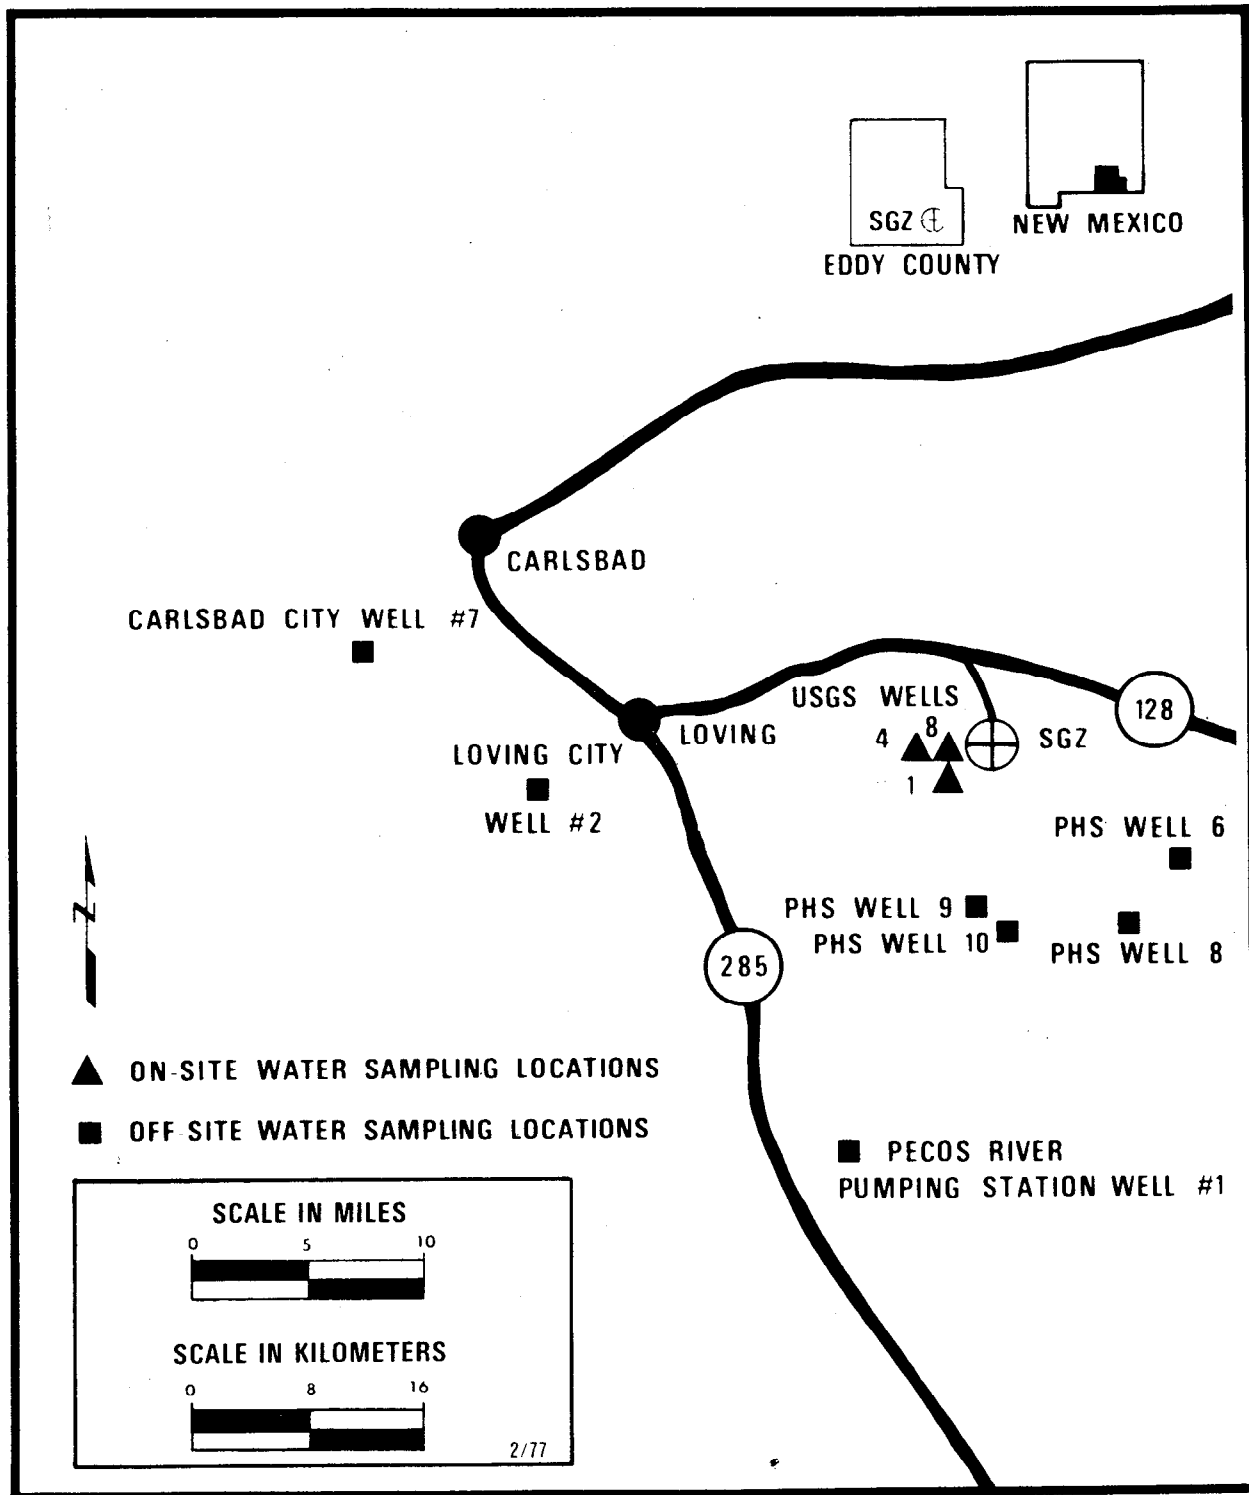 SGZ
EDDY COUNTY
NEW MEXICO
CARLSBAD
CARLSBAD CITY WELL #7
USGS WELLS
4
8
1
SGZ
128
LOVING
LOVING CITY
WELL #2
PHS WELL 6
PHS WELL 9
PHS WELL 10
PHS WELL 8
285
N
ON-SITE WATER SAMPLING LOCATIONS
OFF-SITE WATER SAMPLING LOCATIONS
PECOS RIVER
PUMPING STATION WELL #1
SCALE IN MILES
0 5 10
SCALE IN KILOMETERS
0 8 16
2/77